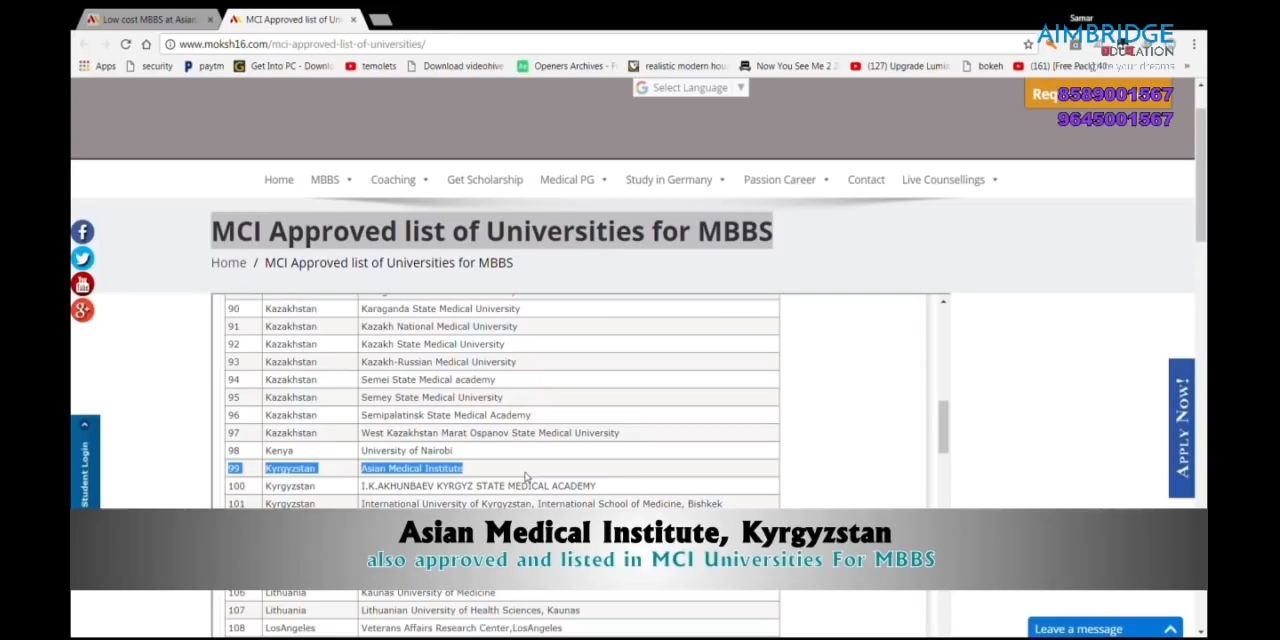 Low cost MBBS at Asian
MCI Approved list of Uni
Samar
AIMBRIDGE
EDUCATION
www.moksh16.com/mci-approved-list-of-universities/
Apps security paytm Get Into PC - Downlo temolets Download videohive Openers Archives - F realistic modern hou Now You See Me 2 2 (127) Upgrade Lumi bokeh (161) [Free Pack] 40+
your dreams
Select Language
Req
8589001567
9645001567
Home MBBS Coaching Get Scholarship Medical PG Study in Germany Passion Career Contact Live Counsellings
MCI Approved list of Universities for MBBS
Home / MCI Approved list of Universities for MBBS
90 Kazakhstan Karaganda State Medical University
91 Kazakhstan Kazakh National Medical University
92 Kazakhstan Kazakh State Medical University
93 Kazakhstan Kazakh-Russian Medical University
94 Kazakhstan Semei State Medical academy
95 Kazakhstan Semey State Medical University
96 Kazakhstan Semipalatinsk State Medical Academy
97 Kazakhstan West Kazakhstan Marat Ospanov State Medical University
98 Kenya University of Nairobi
99 Kyrgyzstan Asian Medical Institute
100 Kyrgyzstan I.K.AKHUNBAEV KYRGYZ STATE MEDICAL ACADEMY
101 Kyrgyzstan International University of Kyrgyzstan, International School of Medicine, Bishkek
Student Login
APPLY NOW!
Asian Medical Institute, Kyrgyzstan
also approved and listed in MCI Universities For MBBS
106 Lithuania Kaunas University of Medicine
107 Lithuania Lithuanian University of Health Sciences, Kaunas
108 LosAngeles Veterans Affairs Research Center,LosAngeles
Leave a message